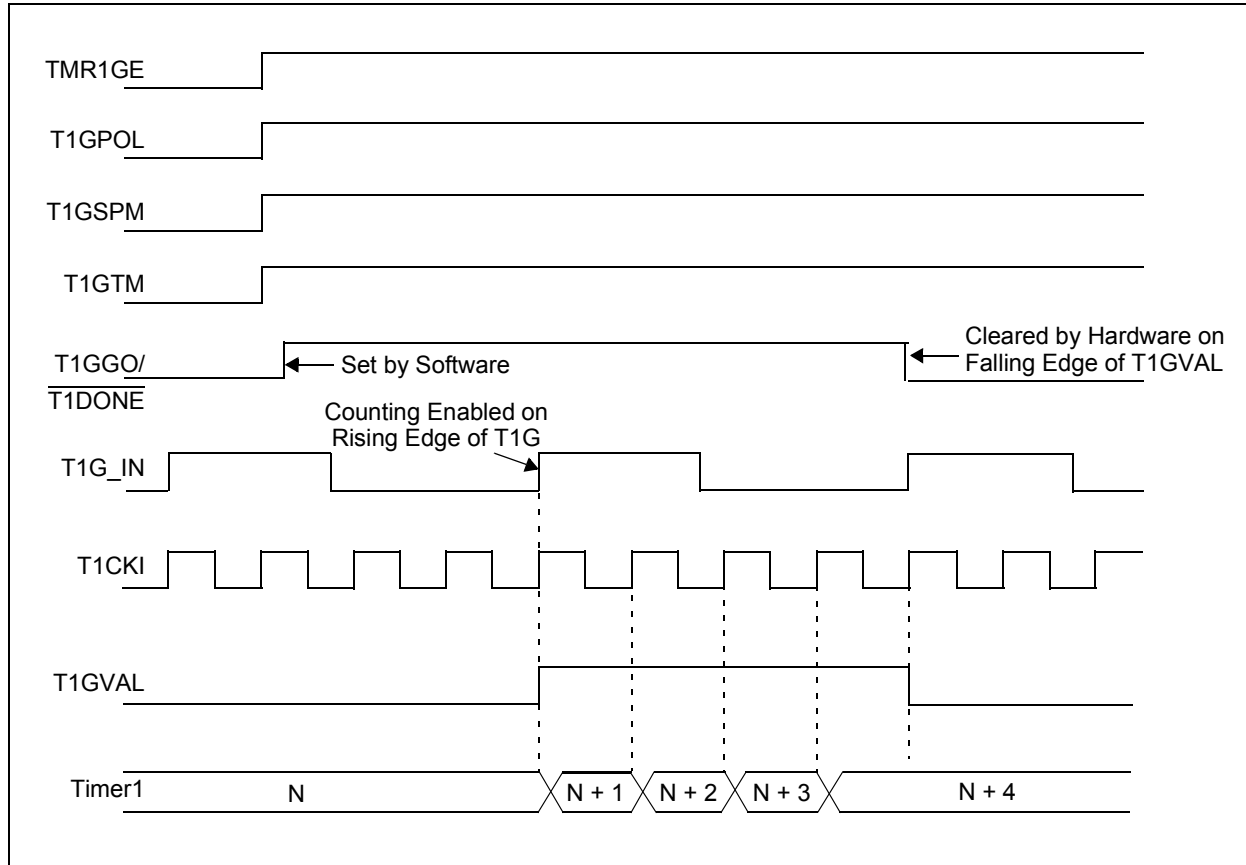 TMR1GE
T1GPOL
T1GSPM
T1GTM
T1GGO/
T1DONE
Set by Software
Cleared by Hardware on
Falling Edge of T1GVAL
Counting Enabled on
Rising Edge of T1G
T1G_IN
T1CKI
T1GVAL
Timer1
N
N + 1
N + 2
N + 3
N + 4